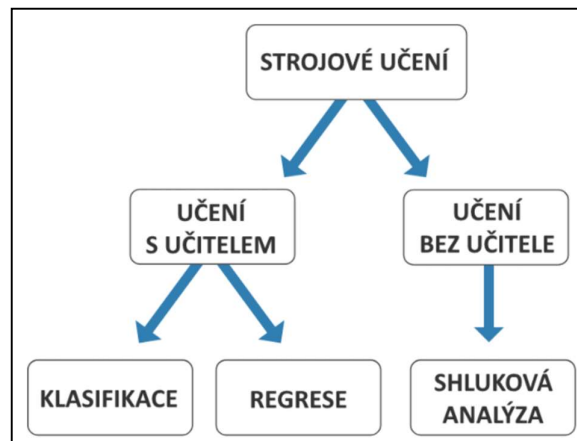 STROJOVÉ UČENÍ
UČENÍ
S UČITELEM
UČENÍ
BEZ UČITELE
KLASIFIKACE
REGRESE
SHLUKOVÁ
ANALÝZA